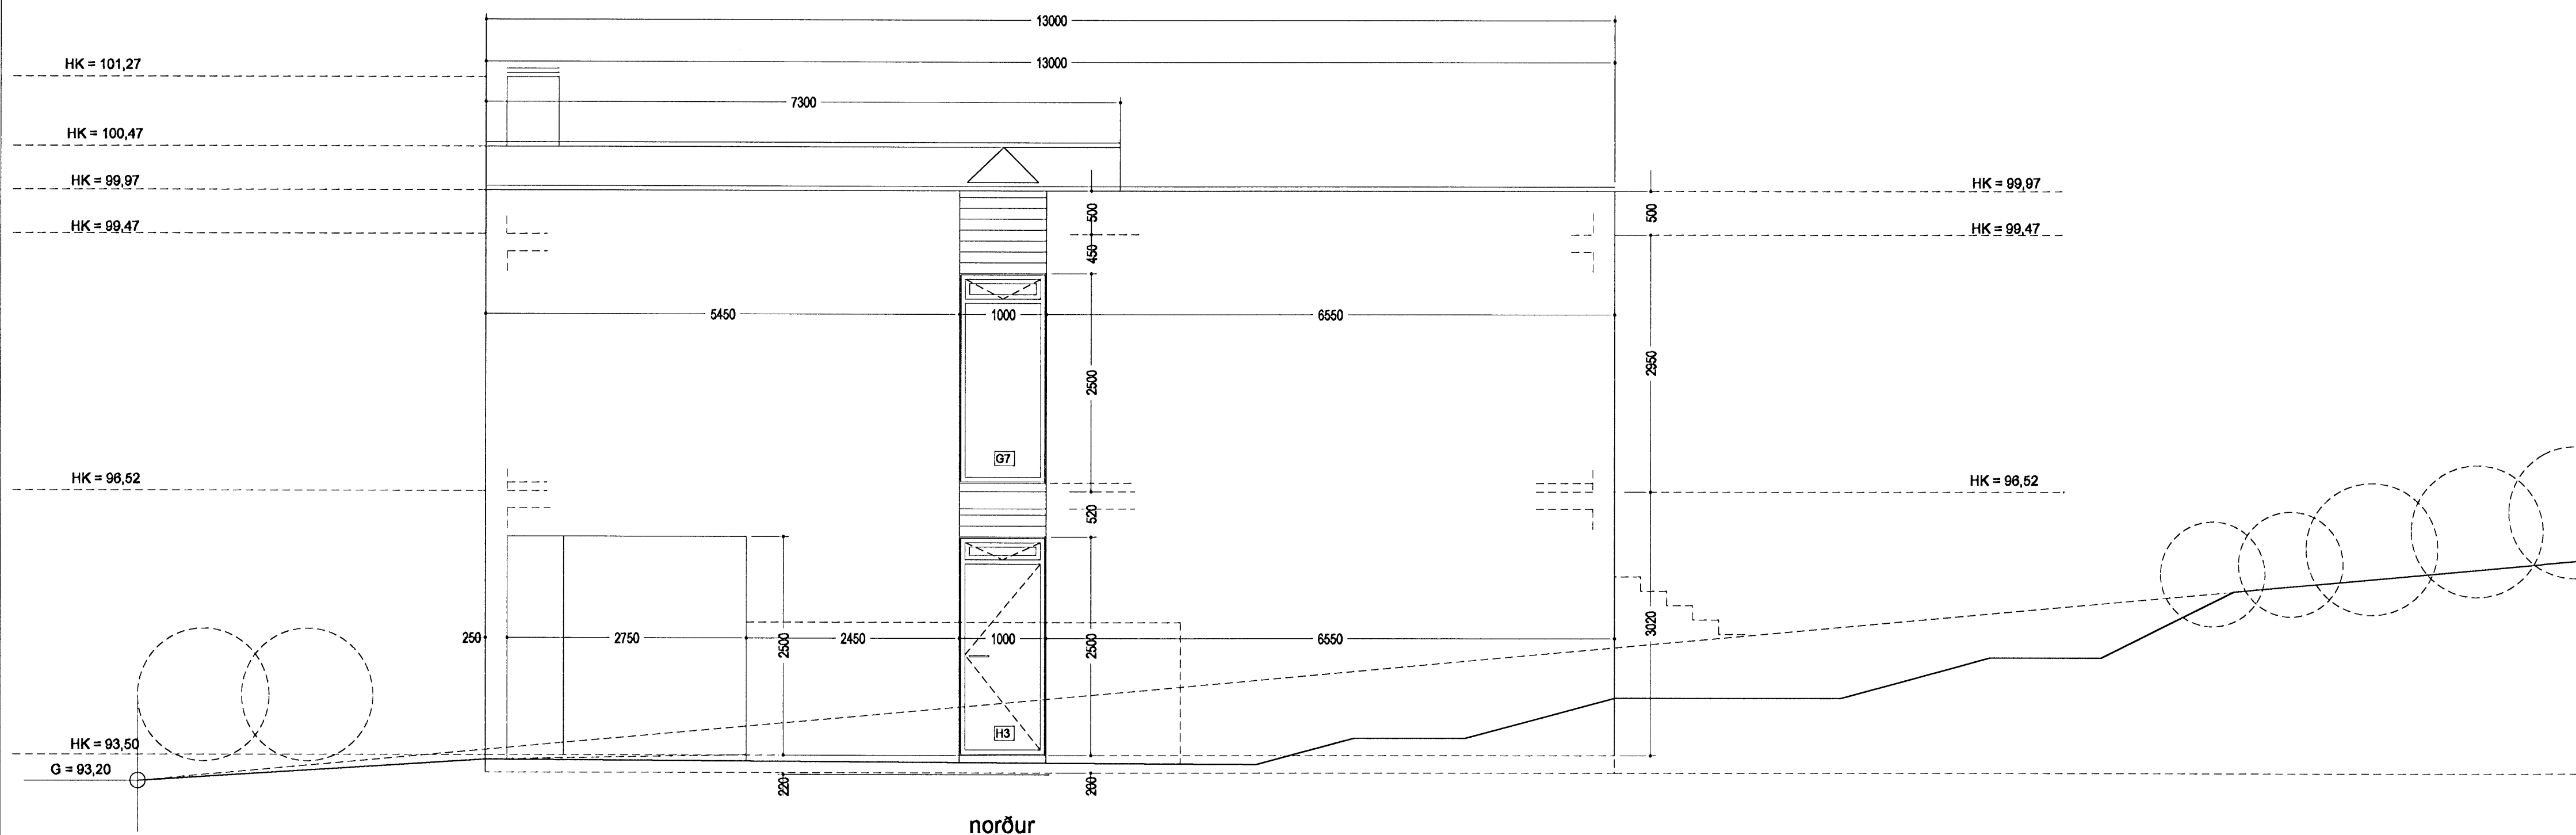 13000
HK = 101,27
13000
7300
HK = 100,47
HK = 99,97
HK = 99,97
500
500
HK = 99,47
HK = 99,47
450
5450
1000
6550
2500
2950
G7
HK = 96,52
HK = 96,52
520
250
2750
2500
2450
1000
2500
6550
3020
H3
HK = 93,50
G = 93,20
220
norður